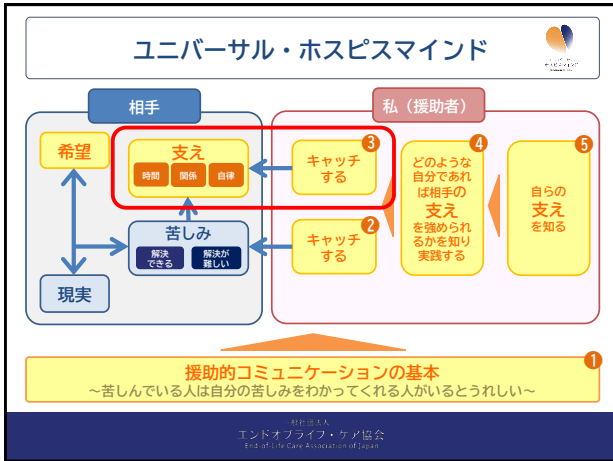 ユニバーサル・ホスピスマインド
相手
私（援助者）
希望
現実
支え
時間
関係
自律
苦しみ
解決
できる
解決が
難しい
3
キャッチ
する
2
キャッチ
する
4
どのような
自分であれ
ば相手の
支え
を強められ
るかを知り
実践する
5
自らの
支え
を知る
1
援助的コミュニケーションの基本
～苦しんでいる人は自分の苦しみをわかってくれる人がいるとうれしい～
一般社団法人
エンドオブライフ・ケア協会
End-of-Life Care Association of Japan